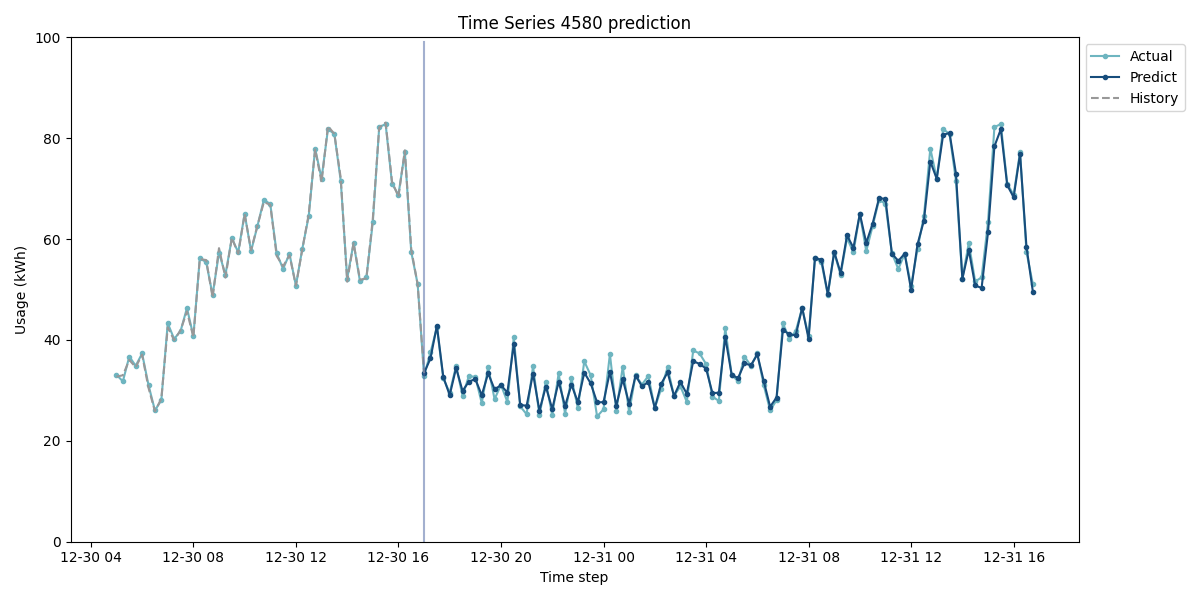 Time Series 4580 prediction
100
80
60
40
20
0
Usage (kWh)
12-30 04
12-30 08
12-30 12
12-30 16
12-30 20
12-31 00
12-31 04
12-31 08
12-31 12
12-31 16
Time step
Actual
Predict
History